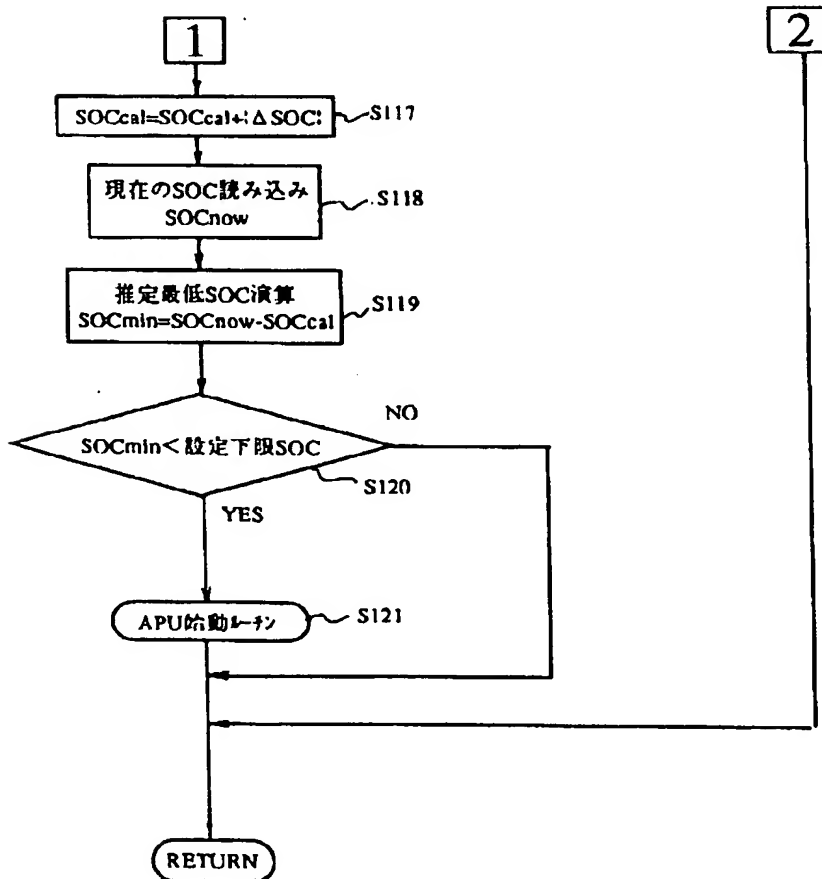 1
2
SOCcal=SOCcal+¦ΔSOC¦
S117
現在のSOC読み込み
SOCnow
S118
推定最低SOC演算
SOCmin=SOCnow-SOCcal
S119
SOCmin<設定下限SOC
NO
S120
YES
APU始動ルーチン
S121
RETURN